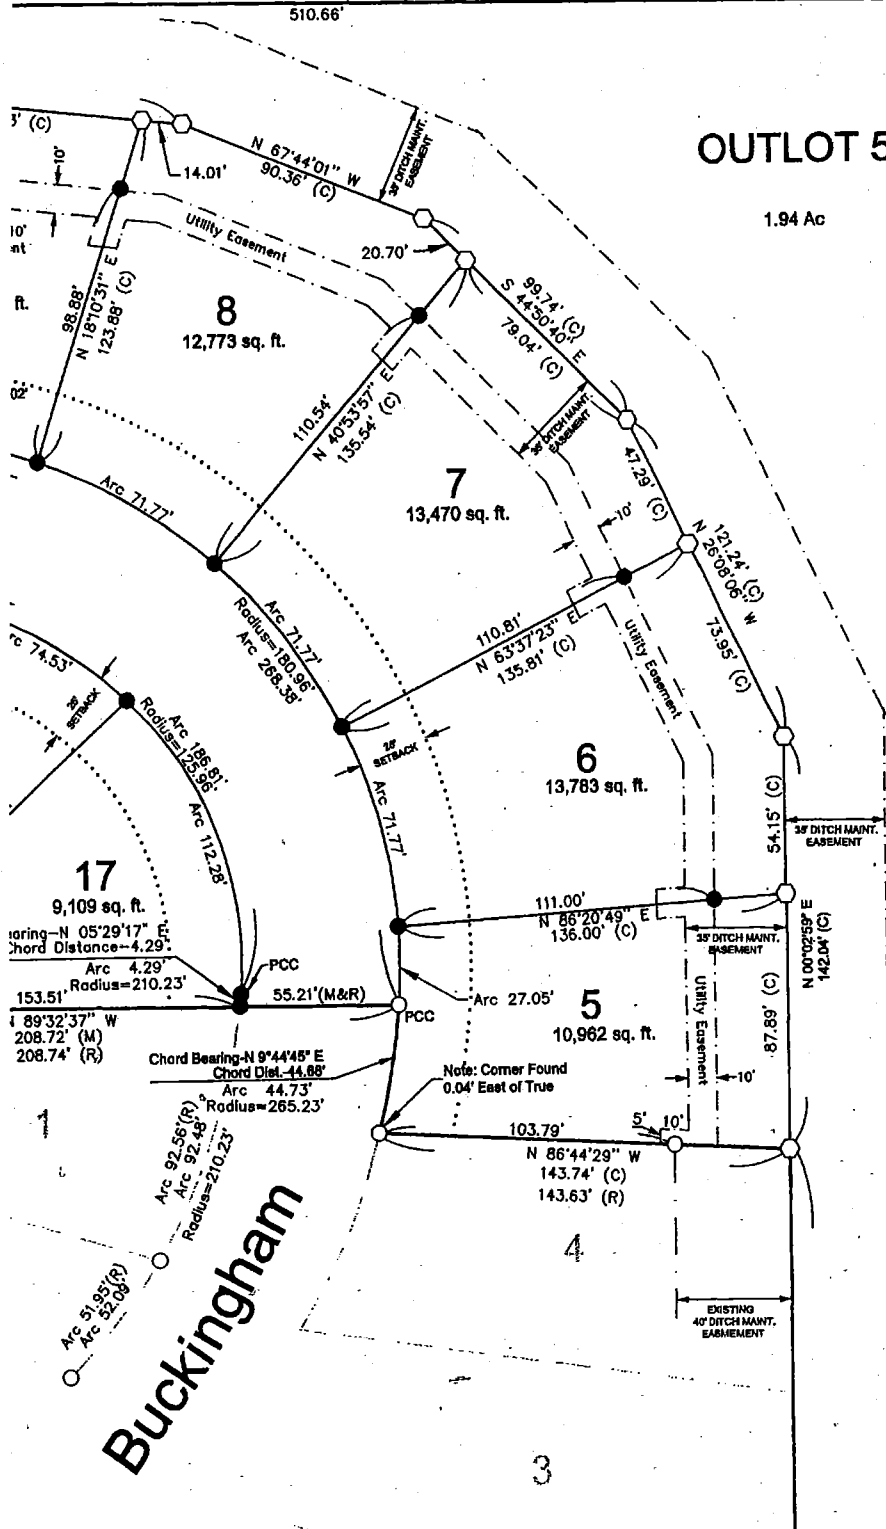 510.66'
OUTLOT 5
1.94 Ac
3' (C)
14.01'
10'
N 67°44'01" W
90.36' (C)
35' DITCH MAINT.
EASEMENT
20.70'
Utility Easement
10'
ft.
98.88'
N 18°10'31" E
123.88' (C)
8
12,773 sq. ft.
99.74' (C)
S 44°50'40" E
79.04' (C)
110.54'
N 40°53'57" E
135.54' (C)
35' DITCH MAINT.
EASEMENT
02'
47.29' (C)
7
13,470 sq. ft.
10'
Arc 71.77'
121.24' (C)
N 26°08'06" W
73.95' (C)
Arc 71.77'
Radius=180.96'
Arc 268.38'
110.81'
N 63°37'23" E
135.81' (C)
Utility Easement
rc 74.53'
SETBACK
Arc 186.81'
Radius=125.96'
Arc 112.28'
SETBACK
Arc 71.77'
6
13,783 sq. ft.
54.15' (C)
35' DITCH MAINT.
EASEMENT
17
9,109 sq. ft.
111.00'
N 86°20'49" E
136.00' (C)
N 00°02'59" E
142.04' (C)
35' DITCH MAINT.
EASEMENT
aring-N 05°29'17" E
Chord Distance-4.29'
Arc 4.29'
Radius=210.23'
PCC
153.51'
55.21'(M&R)
PCC
Arc 27.05'
5
10,962 sq. ft.
Utility Easement
87.89' (C)
N 89°32'37" W
208.72' (M)
208.74' (R)
Chord Bearing-N 9°44'45" E
Chord Dist.-44.68'
Arc 44.73'
Radius=265.23'
Note: Corner Found
0.04' East of True
10'
1
Arc 92.56'(R)
Arc 92.48'
Radius=210.23'
103.79'
5'
10'
N 86°44'29" W
143.74' (C)
143.63' (R)
4
Arc 51.95'(R)
Arc 52.09'
Buckingham
EXISTING
40' DITCH MAINT.
EASMEMENT
3